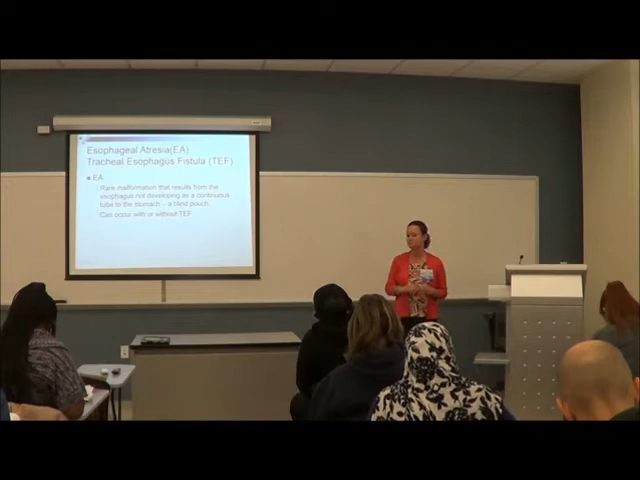 Esophageal Atresia(EA)
Tracheal Esophagus Fistula (TEF)
EA
Rare malformation that results from the
esophagus not developing as a continuous
tube to the stomach - a blind pouch.
Can occur with or without TEF